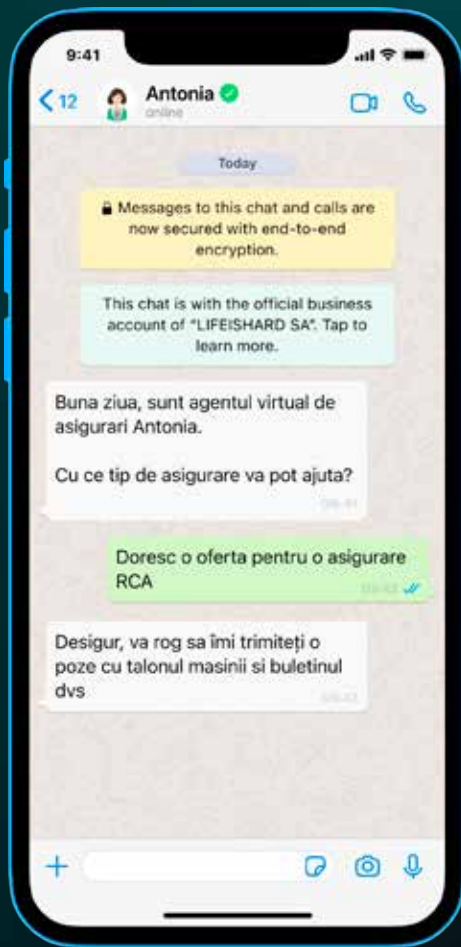 9:41
12
Antonia
online
Today
Messages to this chat and calls are
now secured with end-to-end
encryption.
This chat is with the official business
account of "LIFEISHARD SA". Tap to
learn more.
Buna ziua, sunt agentul virtual de
asigurari Antonia.
Cu ce tip de asigurare va pot ajuta?
Doresc o oferta pentru o asigurare
RCA
Desigur, va rog sa îmi trimiteți o
poze cu talonul masinii si buletinul
dvs